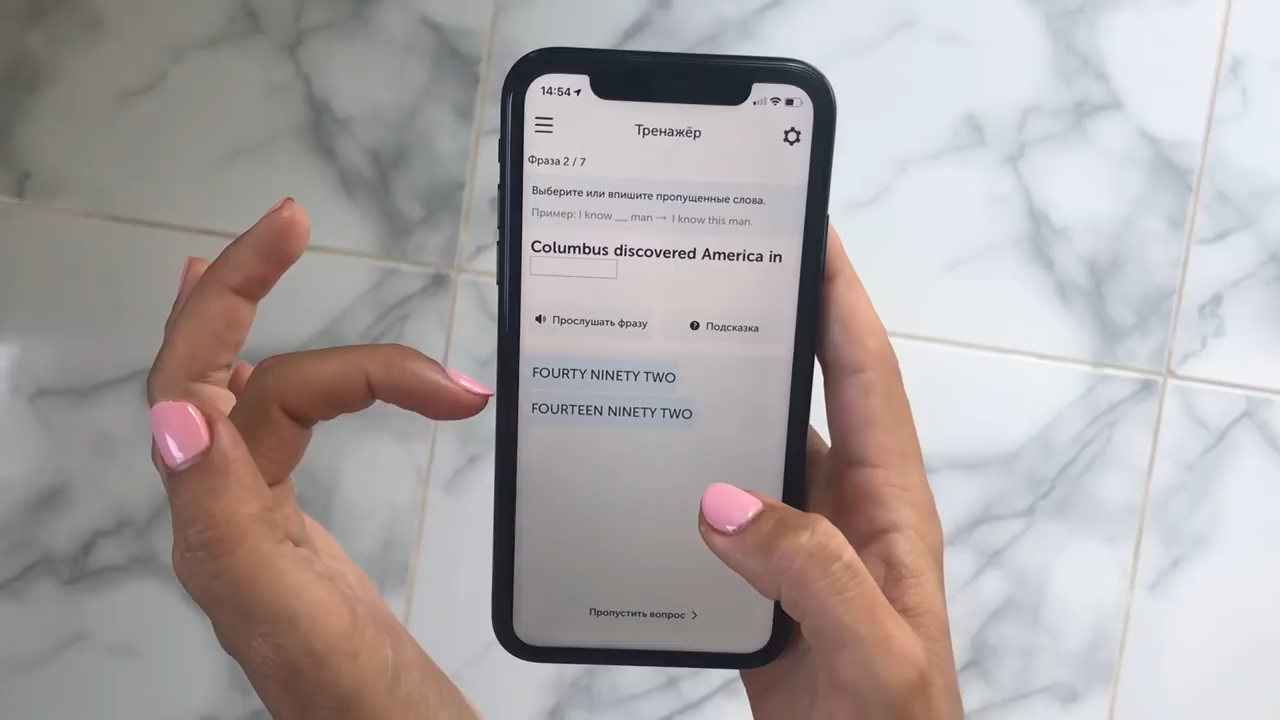 14:54
Тренажёр
Фраза 2 / 7
Выберите или впишите пропущенные слова.
Пример: I know __ man → I know this man.
Columbus discovered America in
Прослушать фразу
Подсказка
FOURTY NINETY TWO
FOURTEEN NINETY TWO
Пропустить вопрос >